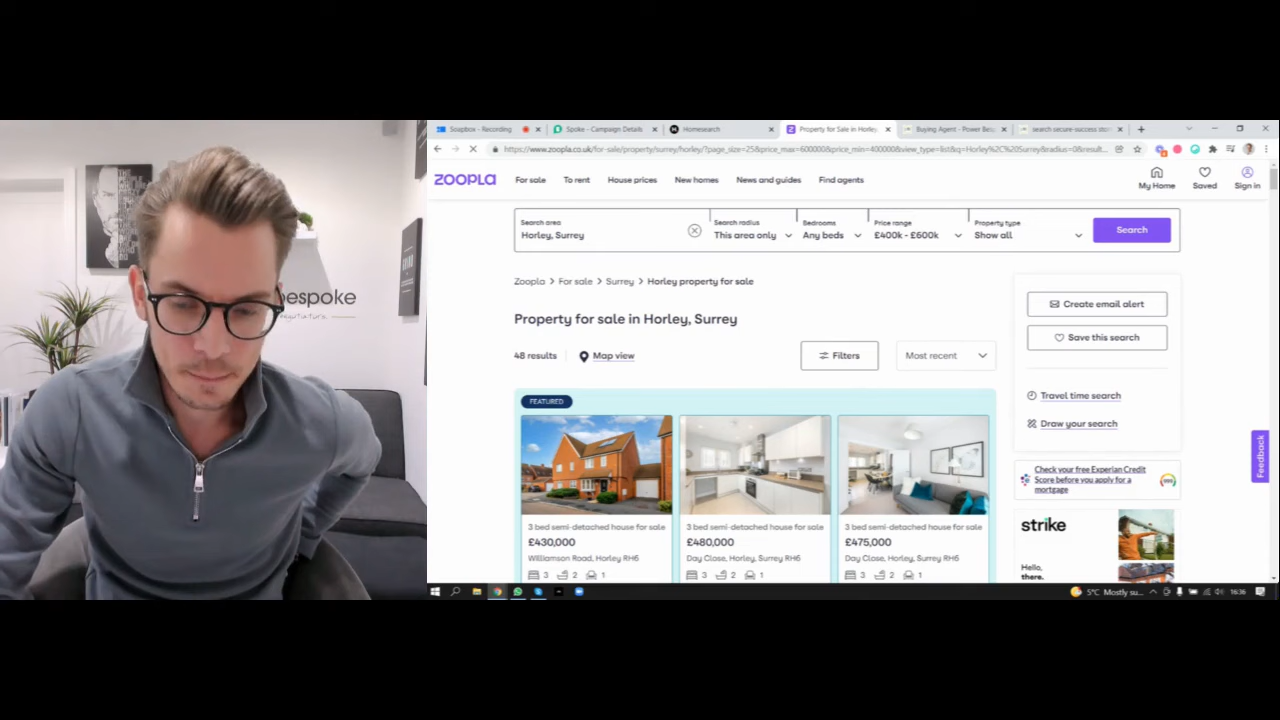 bespoke
Soapbox - Recording
Spoke - Campaign Details
Homesearch
Property for Sale in Horley,
Buying Agent - Power Be
search secure-success sto
https://www.zoopla.co.uk/for-sale/property/surrey/horley/?page_size=25&price_max=600000&price_min=400000&view_type=list&q=Horley%2C%20Surrey&radius=0&result...
ZOOPLA
For sale
To rent
House prices
New homes
News and guides
Find agents
My Home
Saved
Sign in
Search area
Horley, Surrey
Search radius
This area only
Bedrooms
Any beds
Price range
£400k - £600k
Property type
Show all
Search
Zoopla > For sale > Surrey > Horley property for sale
Property for sale in Horley, Surrey
48 results
Map view
Filters
Most recent
Create email alert
Save this search
Travel time search
Draw your search
Feedback
Check your free Experian Credit
Score before you apply for a
mortgage
strike
Hello,
there.
FEATURED
3 bed semi-detached house for sale
£430,000
Williamson Road, Horley RH6
3 2 1
3 bed semi-detached house for sale
£480,000
Day Close, Horley, Surrey RH6
3 2 1
3 bed semi-detached house for sale
£475,000
Day Close, Horley, Surrey RH6
3 2 1
5°C Mostly su...
16:36